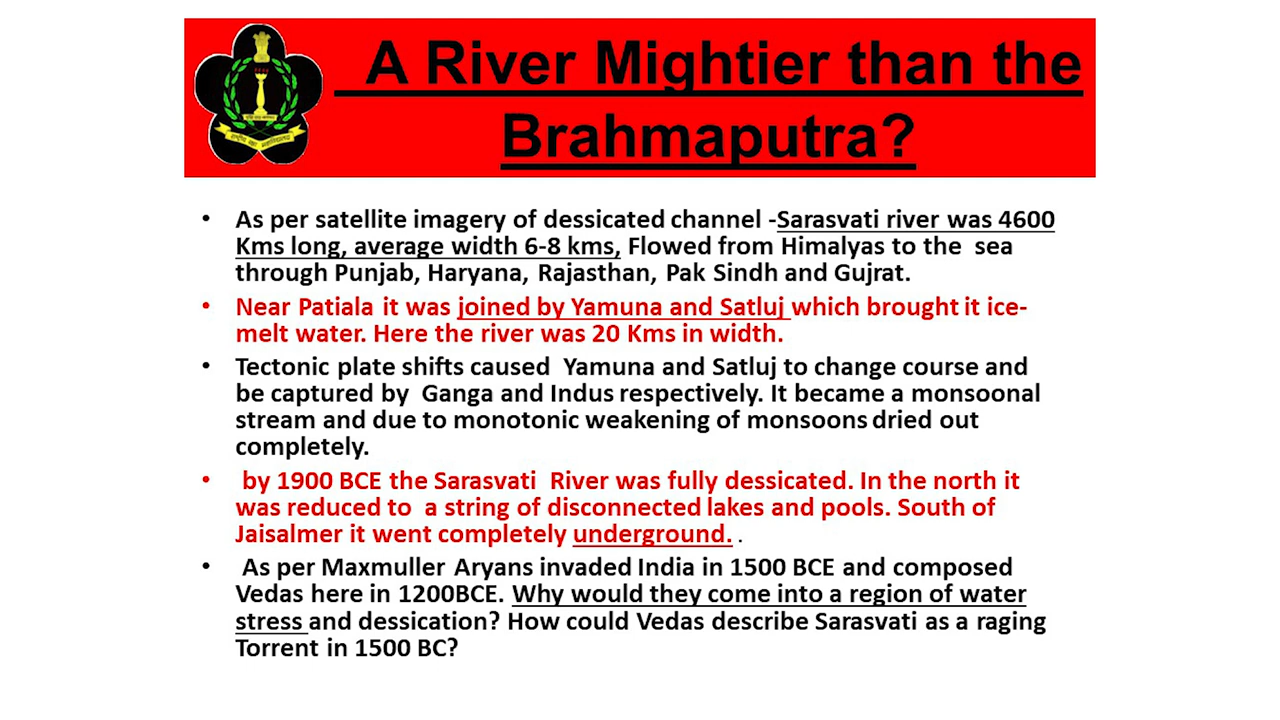 A River Mightier than the
Brahmaputra?
• As per satellite imagery of dessicated channel -Sarasvati river was 4600
Kms long, average width 6-8 kms, Flowed from Himalyas to the sea
through Punjab, Haryana, Rajasthan, Pak Sindh and Gujrat.
• Near Patiala it was joined by Yamuna and Satluj which brought it ice-
melt water. Here the river was 20 Kms in width.
• Tectonic plate shifts caused Yamuna and Satluj to change course and
be captured by Ganga and Indus respectively. It became a monsoonal
stream and due to monotonic weakening of monsoons dried out
completely.
• by 1900 BCE the Sarasvati River was fully dessicated. In the north it
was reduced to a string of disconnected lakes and pools. South of
Jaisalmer it went completely underground. .
• As per Maxmuller Aryans invaded India in 1500 BCE and composed
Vedas here in 1200BCE. Why would they come into a region of water
stress and dessication? How could Vedas describe Sarasvati as a raging
Torrent in 1500 BC?